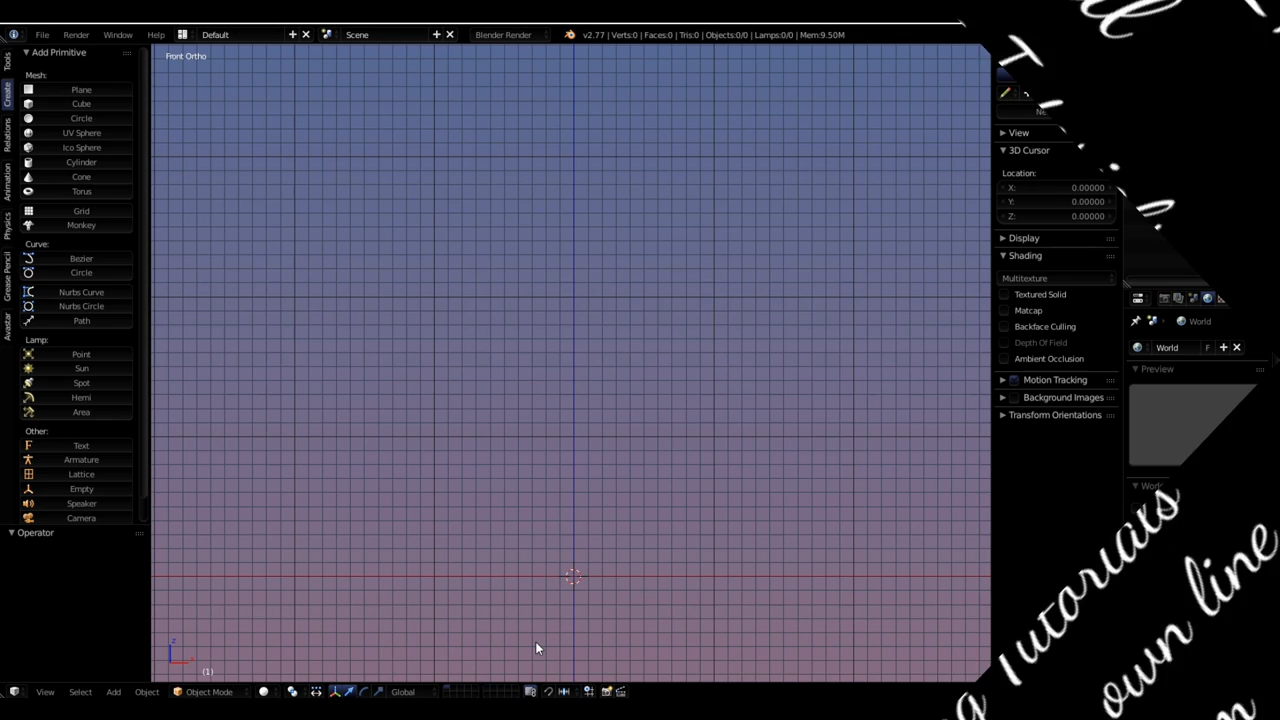 File Render Window Help Default Scene Blender Render v2.77 | Verts:0 | Faces:0 | Tris:0 | Objects:0/0 | Lamps:0/0 | Mem:9.50M
Tools
Create
Relations
Animation
Physics
Grease Pencil
Avastar
Add Primitive
Mesh:
Plane
Cube
Circle
UV Sphere
Ico Sphere
Cylinder
Cone
Torus
Grid
Monkey
Curve:
Bezier
Circle
Nurbs Curve
Nurbs Circle
Path
Lamp:
Point
Sun
Spot
Hemi
Area
Other:
Text
Armature
Lattice
Empty
Speaker
Camera
Operator
Front Ortho
z
x
(1)
View Select Add Object Object Mode Global
View
3D Cursor
Location:
X: 0.00000
Y: 0.00000
Z: 0.00000
Display
Shading
Multitexture
Textured Solid
Matcap
Backface Culling
Depth Of Field
Ambient Occlusion
Motion Tracking
Background Images
Transform Orientations
World
World F
Preview
g Tutorials
own line